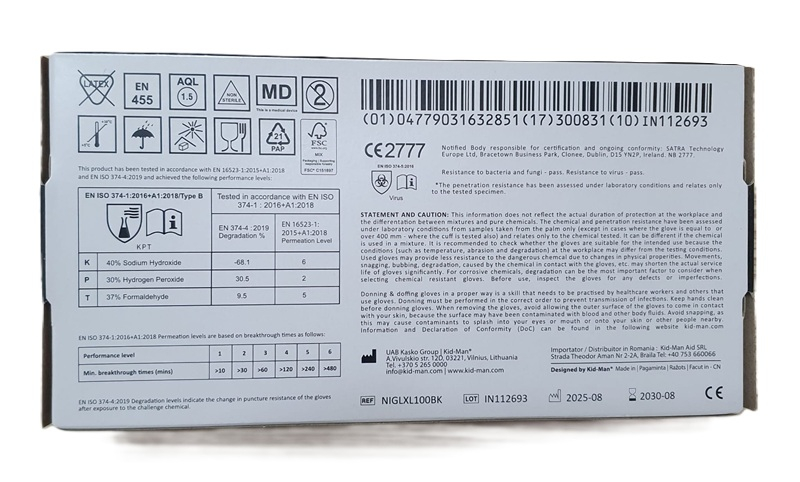 LATEX
EN
455
AQL
1.5
NON
STERILE
MD
This is a medical device
2
21
PAP
FSC
MIX
FSC® C151997
This product has been tested in accordance with EN 16523-1:2015+A1:2018
and EN ISO 374-4:2019 and achieved the following performance levels:
EN ISO 374-1:2016+A1:2018/Type B
KPT
Tested in accordance with EN ISO
374-1 : 2016+A1:2018
EN 374-4 :2019
Degradation %
EN 16523-1:
2015+A1:2018
Permeation Level
K 40% Sodium Hydroxide -68.1 6
P 30% Hydrogen Peroxide 30.5 2
T 37% Formaldehyde 9.5 5
EN ISO 374-1:2016+A1:2018 Permeation levels are based on breakthrough times as follows:
Performance level 1 2 3 4 5 6
Min. breakthrough times (mins) >10 >30 >60 >120 >240 >480
EN ISO 374-4:2019 Degradation levels indicate the change in puncture resistance of the gloves
after exposure to the challenge chemical.
(01)04779031632851(17)300831(10)IN112693
CE 2777
Notified Body responsible for certification and ongoing conformity: SATRA Technology
Europe Ltd, Bracetown Business Park, Clonee, Dublin, D15 YN2P, Ireland. NB 2777.
EN ISO 374-5:2016
Virus
Resistance to bacteria and fungi - pass. Resistance to virus - pass.
*The penetration resistance has been assessed under laboratory conditions and relates only
to the tested specimen.
STATEMENT AND CAUTION: This information does not reflect the actual duration of protection at the workplace and
the differentiation between mixtures and pure chemicals. The chemical and penetration resistance have been assessed
under laboratory conditions from samples taken from the palm only (except in cases where the glove is equal to or
over 400 mm - where the cuff is tested also) and relates only to the chemical tested. It can be different if the chemical
is used in a mixture. It is recommended to check whether the gloves are suitable for the intended use because the
conditions (such as temperature, abrasion and degradation) at the workplace may differ from the testing conditions.
Used gloves may provide less resistance to the dangerous chemical due to changes in physical properties. Movements,
snagging, bubbing, degradation, caused by the chemical in contact with the gloves, etc. may shorten the actual service
life of gloves significantly. For corrosive chemicals, degradation can be the most important factor to consider when
selecting chemical resistant gloves. Before use, inspect the gloves for any defect or imperfections.
Donning & doffing gloves in a proper way is a skill that needs to be practised by healthcare workers and others that
use gloves. Donning must be performed in the correct order to prevent transmission of infections. Keep hands clean
before donning gloves. When removing the gloves, avoid allowing the outer surface of the gloves to come in contact
with your skin, because the surface may have been contaminated with blood and other body fluids. Avoid snapping, as
this may cause contaminants to splash into your eyes or mouth or onto your skin or other people nearby.
Information and Declaration of Conformity (DoC) can be found in the following website kid-man.com
UAB Kasko Group | Kid-Man®
A.Vivulskio str. 12D, 03221, Vilnius, Lithuania
Tel. +370 5 265 0000
info@kid-man.com | www.kid-man.com
Importator / Distribuitor in Romania : Kid-Man Aid SRL
Strada Theodor Aman Nr 2-2A, Braila Tel: +40 753 660066
Designed by Kid-Man® Made in | Pagaminta | Ražots | Facut in - CN
REF NIGLXL100BK LOT IN112693 2025-08 2030-08 CE